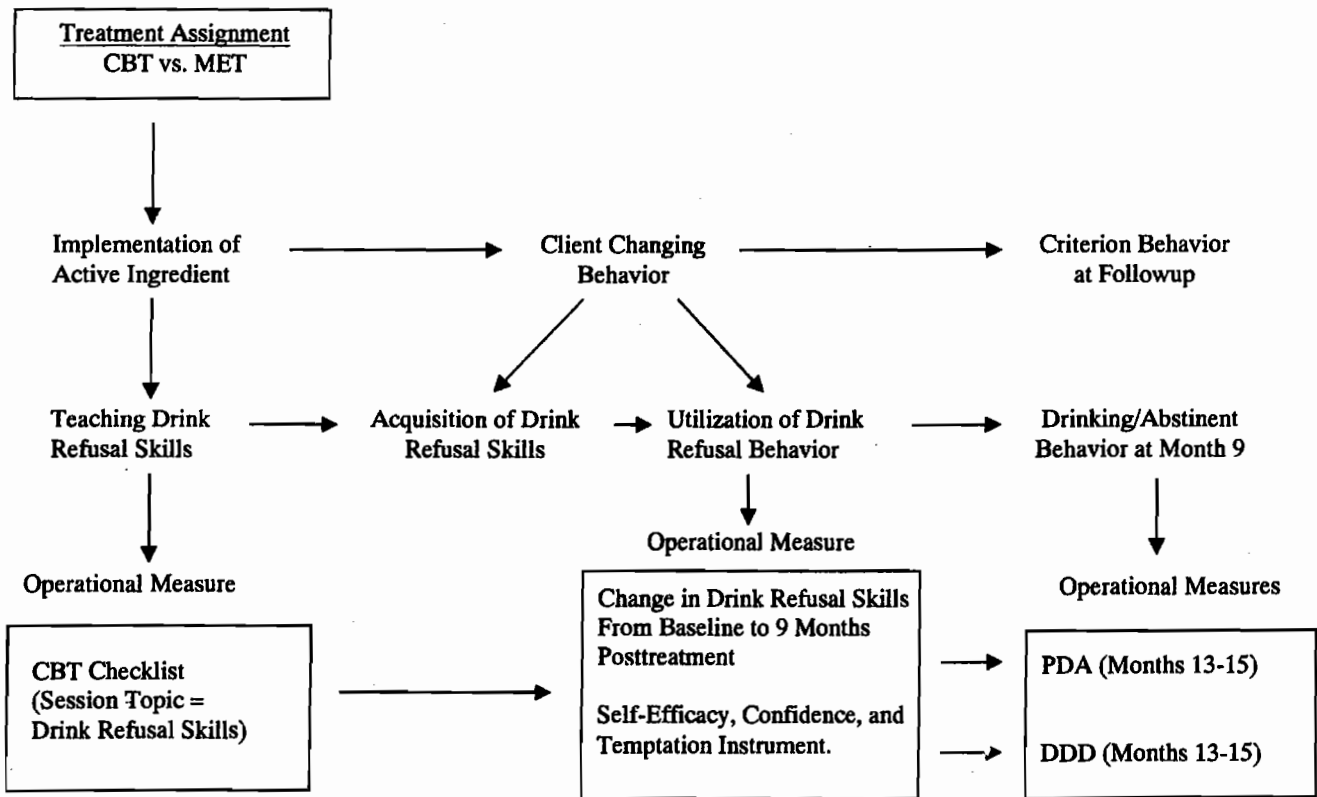 Treatment Assignment
CBT vs. MET
Implementation of
Active Ingredient
Client Changing
Behavior
Criterion Behavior
at Followup
Teaching Drink
Refusal Skills
Acquisition of Drink
Refusal Skills
Utilization of Drink
Refusal Behavior
Drinking/Abstinent
Behavior at Month 9
Operational Measure
CBT Checklist
(Session Topic =
Drink Refusal Skills)
Operational Measure
Change in Drink Refusal Skills
From Baseline to 9 Months
Posttreatment
Self-Efficacy, Confidence, and
Temptation Instrument.
Operational Measures
PDA (Months 13-15)
DDD (Months 13-15)